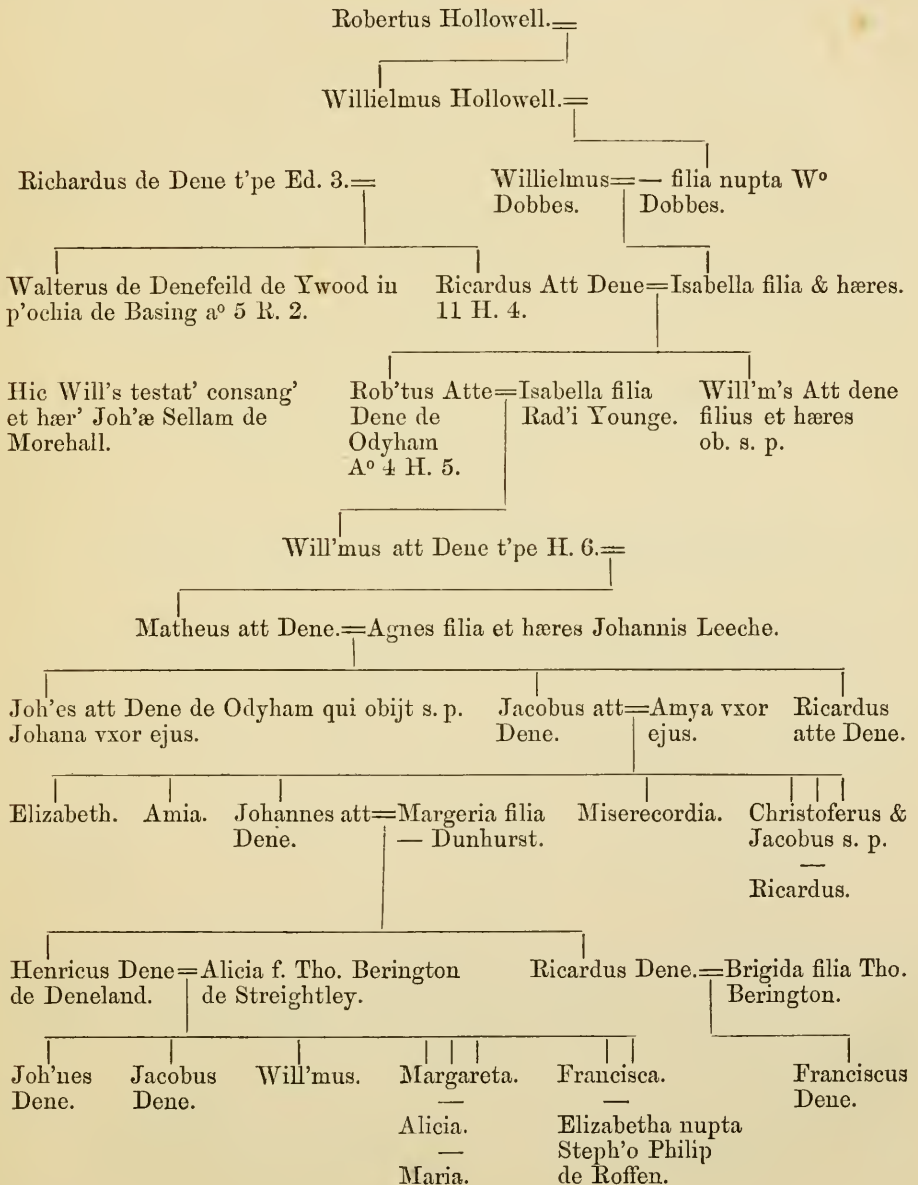 Robertus Hollowell.=
Willielmus Hollowell.=
Richardus de Dene t'pe Ed. 3.=
Willielmus=— filia nupta Wº
Dobbes. Dobbes.
Walterus de Denefeild de Ywood in
p'ochia de Basing aº 5 R. 2.
Ricardus Att Dene=Isabella filia & hæres.
11 H. 4.
Hic Will's testat' consang'
et hær' Joh'æ Sellam de
Morehall.
Rob'tus Atte=Isabella filia
Dene de Rad'i Younge.
Odyham
Aº 4 H. 5.
Will'm's Att dene
filius et hæres
ob. s. p.
Will'mus att Dene t'pe H. 6.=
Matheus att Dene.=Agnes filia et hæres Johannis Leeche.
Joh'es att Dene de Odyham qui obijt s. p.
Johana vxor ejus.
Jacobus att=Amya vxor
Dene. ejus.
Ricardus
atte Dene.
Elizabeth.
Amia.
Johannes att=Margeria filia
Dene. — Dunhurst.
Miserecordia.
Christoferus &
Jacobus s. p.
—
Ricardus.
Henricus Dene=Alicia f. Tho. Berington
de Deneland. de Streightley.
Ricardus Dene.=Brigida filia Tho.
Berington.
Joh'nes
Dene.
Jacobus
Dene.
Will'mus.
Margareta.
—
Alicia.
—
Maria.
Francisca.
—
Elizabetha nupta
Steph'o Philip
de Roffen.
Franciscus
Dene.